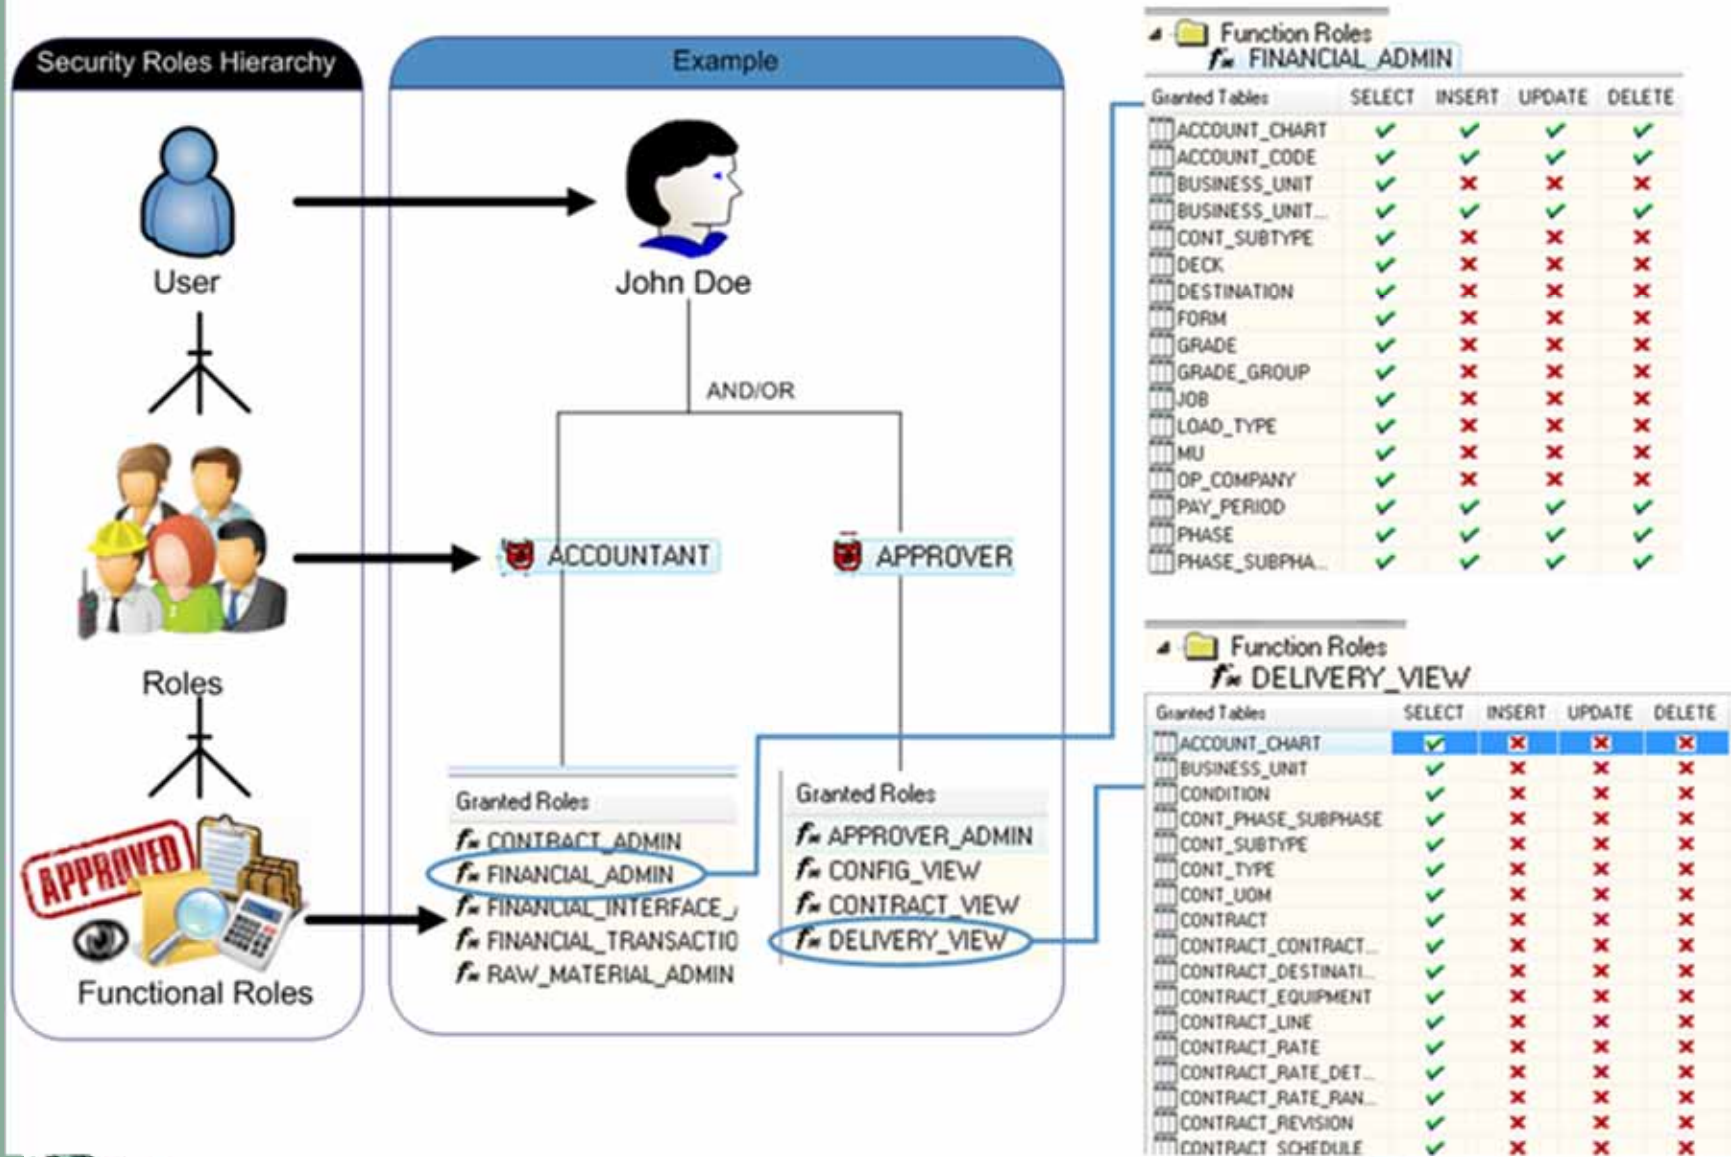 Security Roles Hierarchy
User
Roles
APPROVED
Functional Roles
Example
John Doe
AND/OR
ACCOUNTANT
APPROVER
Granted Roles
CONTRACT_ADMIN
FINANCIAL_ADMIN
FINANCIAL_INTERFACE_
FINANCIAL_TRANSACTIO
RAW_MATERIAL_ADMIN
Granted Roles
APPROVER_ADMIN
CONFIG_VIEW
CONTRACT_VIEW
DELIVERY_VIEW
Function Roles
FINANCIAL_ADMIN
Granted Tables SELECT INSERT UPDATE DELETE
ACCOUNT_CHART
ACCOUNT_CODE
BUSINESS_UNIT
BUSINESS_UNIT...
CONT_SUBTYPE
DECK
DESTINATION
FORM
GRADE
GRADE_GROUP
JOB
LOAD_TYPE
MU
OP_COMPANY
PAY_PERIOD
PHASE
PHASE_SUBPHA...
Function Roles
DELIVERY_VIEW
Granted Tables SELECT INSERT UPDATE DELETE
ACCOUNT_CHART
BUSINESS_UNIT
CONDITION
CONT_PHASE_SUBPHASE
CONT_SUBTYPE
CONT_TYPE
CONT_UOM
CONTRACT
CONTRACT_CONTRACT...
CONTRACT_DESTINATI...
CONTRACT_EQUIPMENT
CONTRACT_LINE
CONTRACT_RATE
CONTRACT_RATE_DET...
CONTRACT_RATE_RAN...
CONTRACT_REVISION
CONTRACT_SCHEDULE